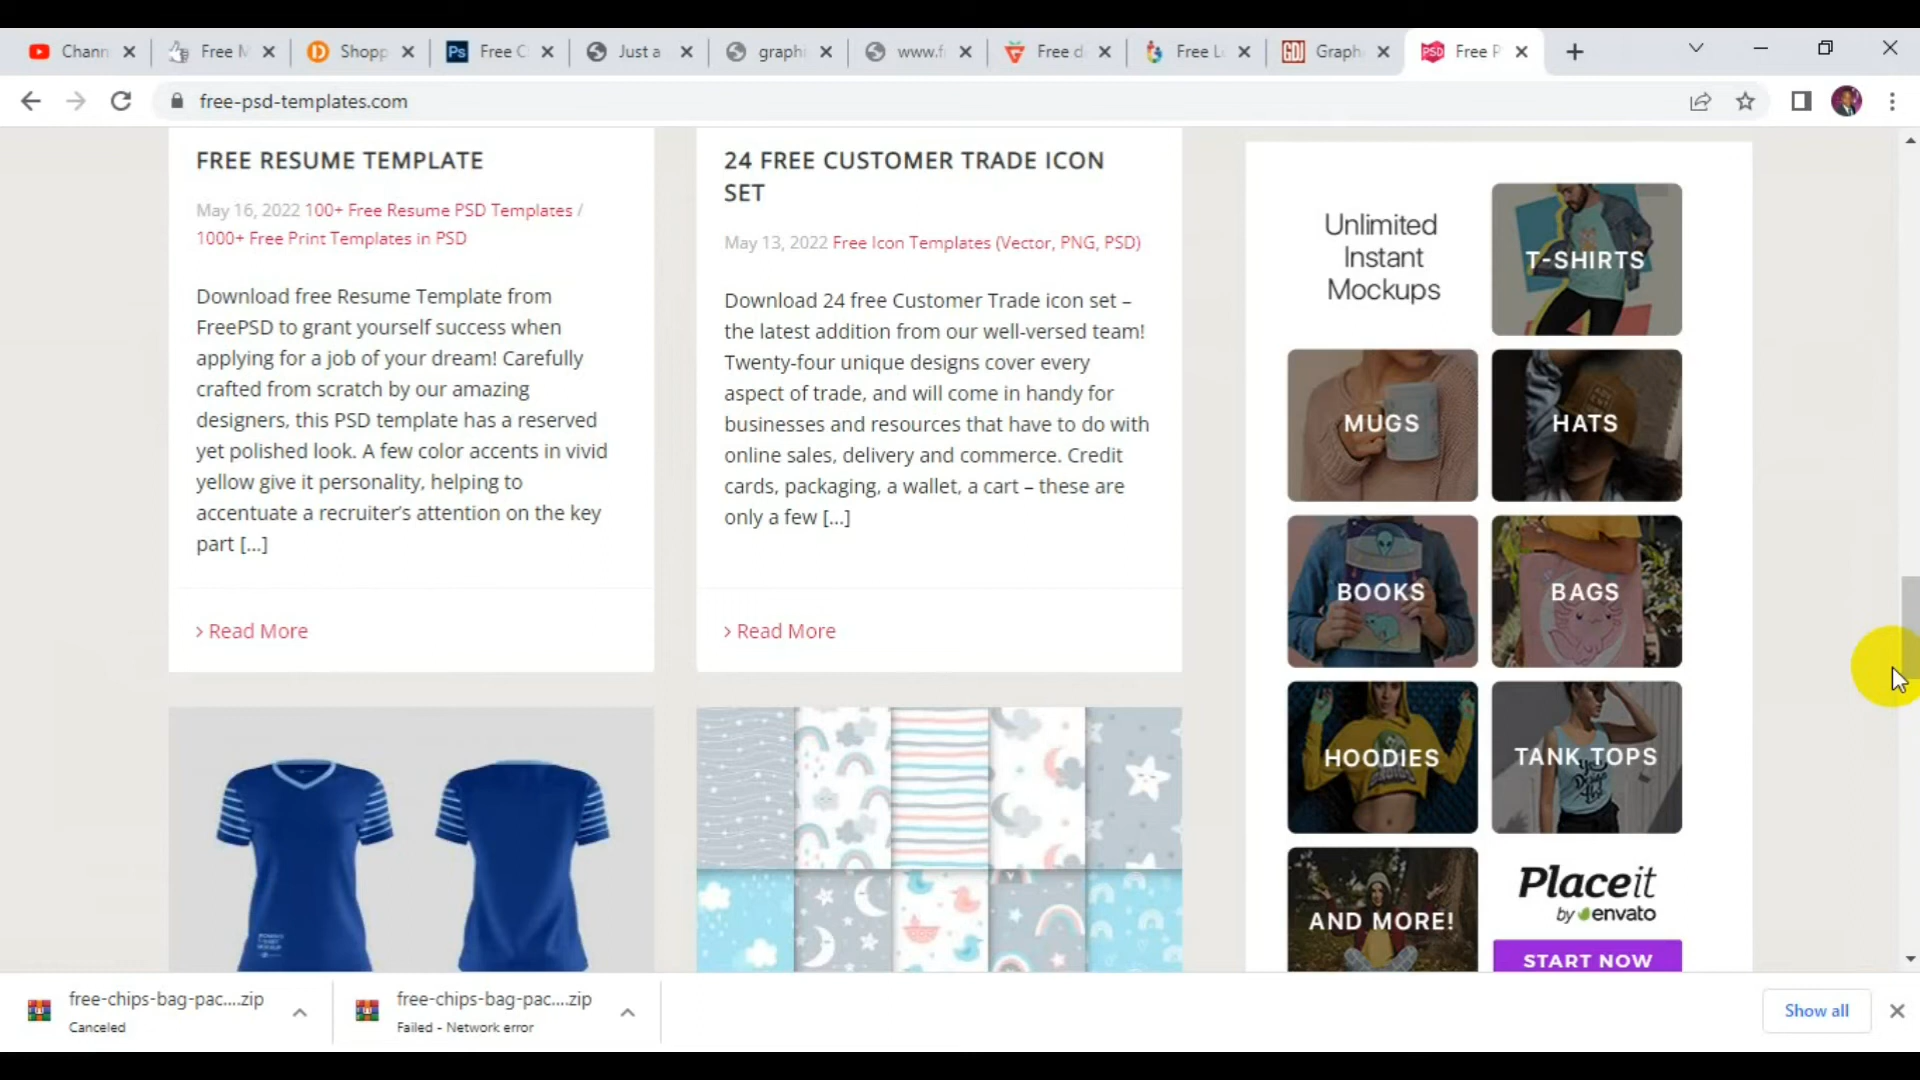 Chann
Free M
Shopp
Ps
Free C
Just a
graphi
www.f
Free d
Free L
GDJ
Graph
PSD
Free P
free-psd-templates.com
FREE RESUME TEMPLATE
May 16, 2022 100+ Free Resume PSD Templates /
1000+ Free Print Templates in PSD
Download free Resume Template from
FreePSD to grant yourself success when
applying for a job of your dream! Carefully
crafted from scratch by our amazing
designers, this PSD template has a reserved
yet polished look. A few color accents in vivid
yellow give it personality, helping to
accentuate a recruiter's attention on the key
part [...]
> Read More
24 FREE CUSTOMER TRADE ICON
SET
May 13, 2022 Free Icon Templates (Vector, PNG, PSD)
Download 24 free Customer Trade icon set –
the latest addition from our well-versed team!
Twenty-four unique designs cover every
aspect of trade, and will come in handy for
businesses and resources that have to do with
online sales, delivery and commerce. Credit
cards, packaging, a wallet, a cart – these are
only a few [...]
> Read More
Unlimited
Instant
Mockups
T-SHIRTS
MUGS
HATS
BOOKS
BAGS
HOODIES
TANK TOPS
AND MORE!
Placeit
by envato
START NOW
free-chips-bag-pac....zip
Canceled
free-chips-bag-pac....zip
Failed - Network error
Show all